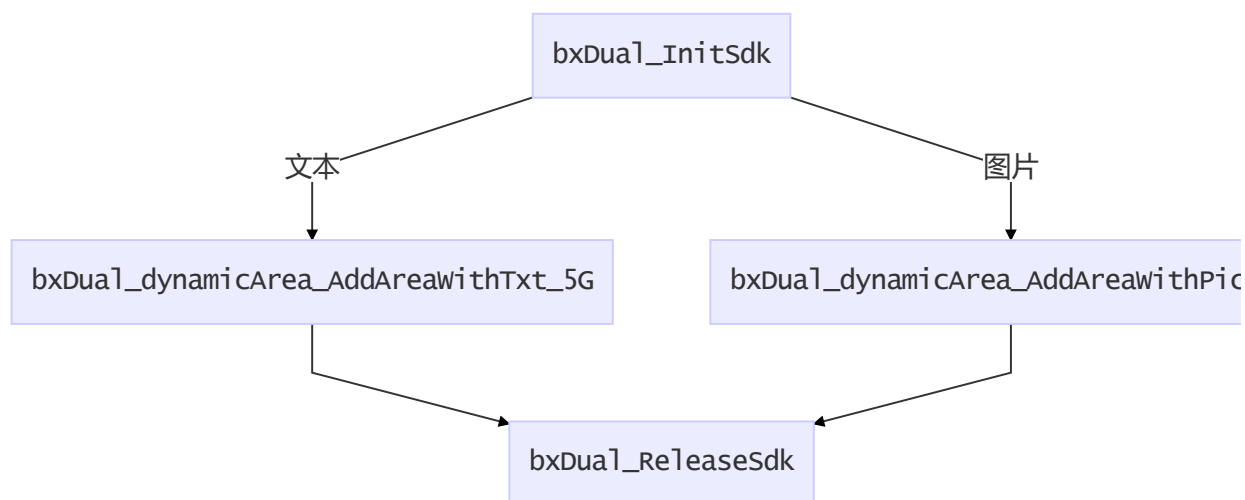 bxDual_InitSdk
文本
图片
bxDual_dynamicArea_AddAreaWithTxt_5G
bxDual_dynamicArea_AddAreaWithPic
bxDual_ReleaseSdk